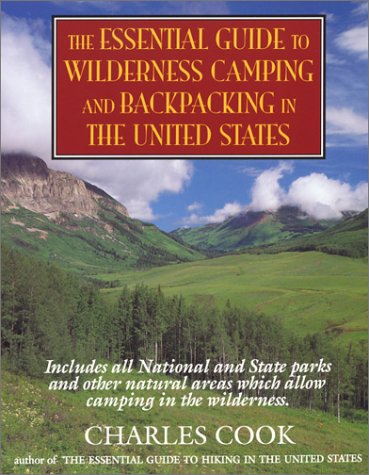 THE ESSENTIAL GUIDE TO
WILDERNESS CAMPING
AND BACKPACKING IN
THE UNITED STATES
Includes all National and State parks
and other natural areas which allow
camping in the wilderness.
CHARLES COOK
author of THE ESSENTIAL GUIDE TO HIKING IN THE UNITED STATES